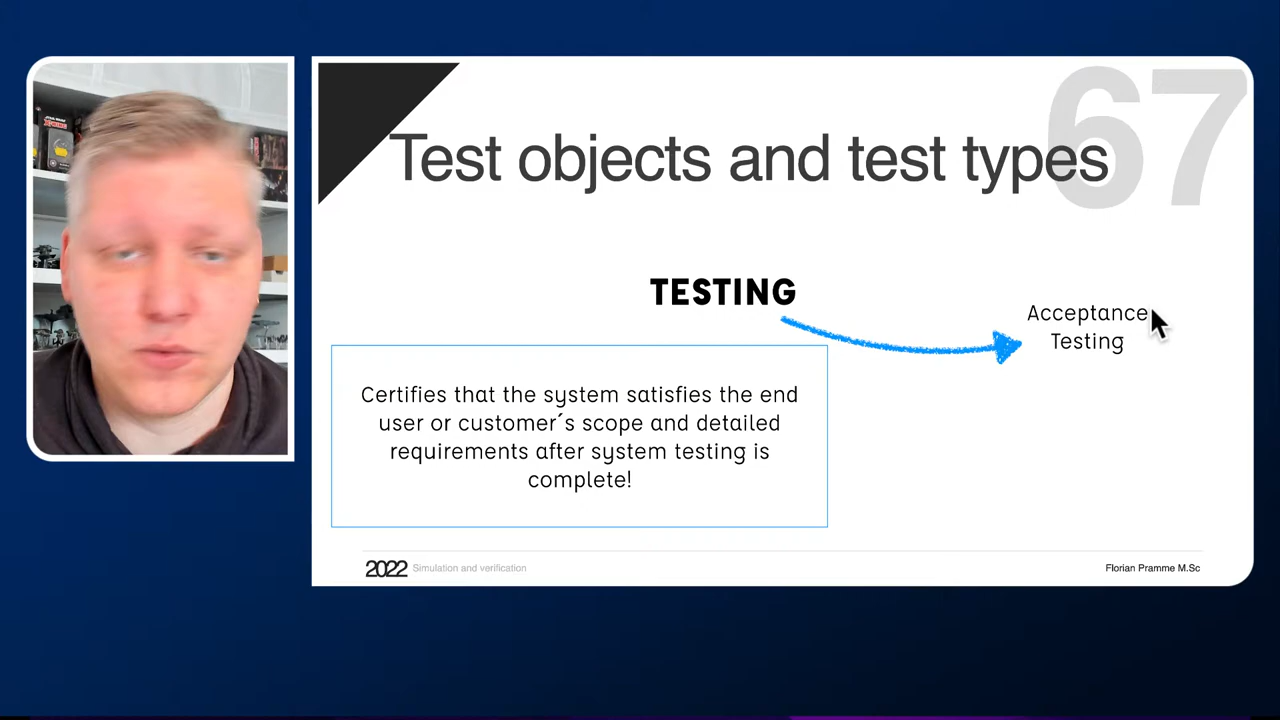 67
Test objects and test types
TESTING
Acceptance
Testing
Certifies that the system satisfies the end
user or customer´s scope and detailed
requirements after system testing is
complete!
2022 Simulation and verification
Florian Pramme M.Sc